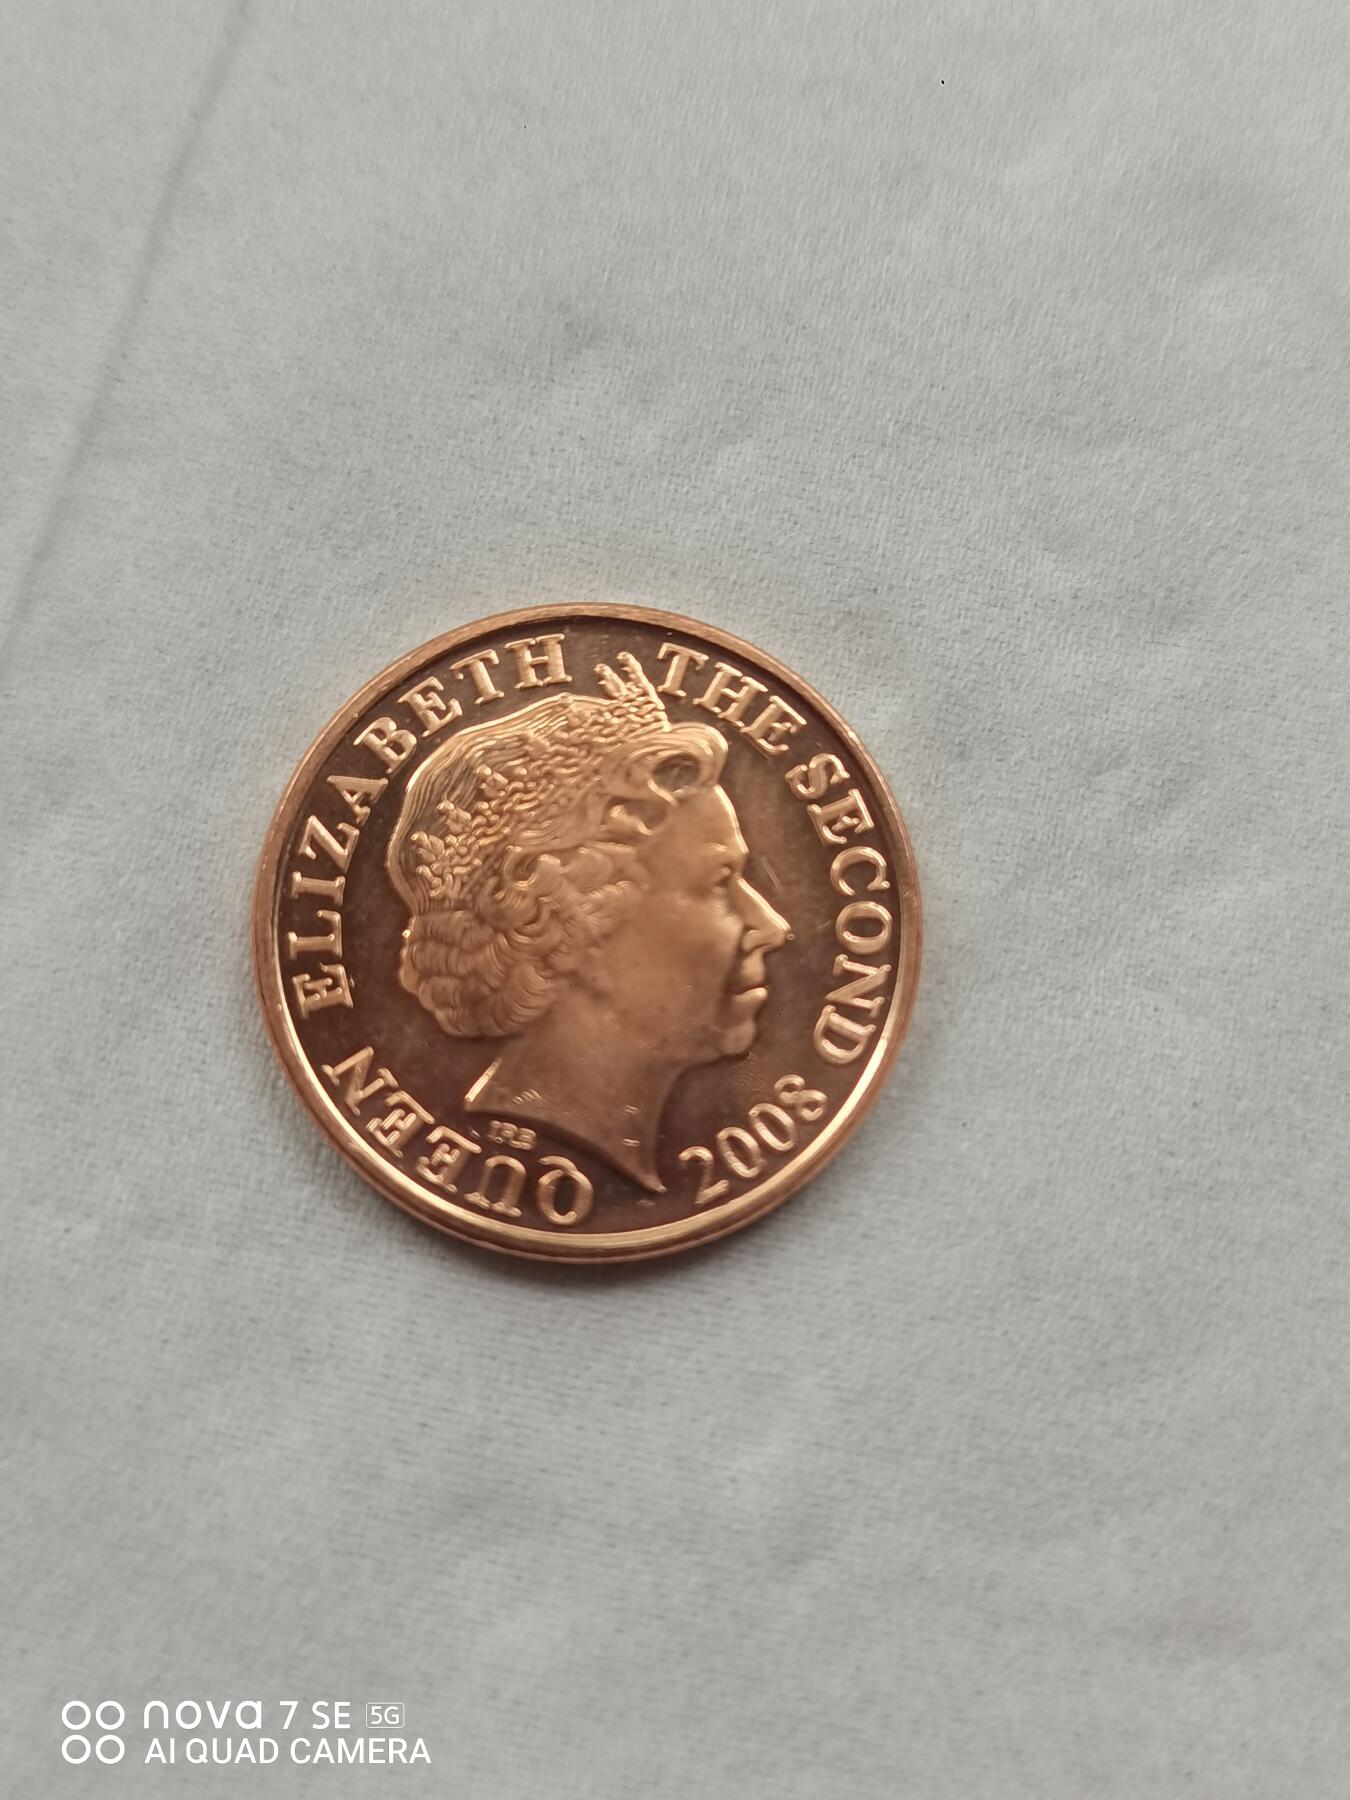 QUEEN ELIZABETH THE SECOND 2008
IRB
nova 7 SE 5G
AI QUAD CAMERA